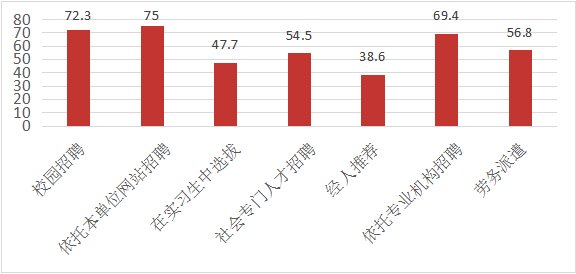 80
70
60
50
40
30
20
10
0
72.3
75
47.7
54.5
38.6
69.4
56.8
校园招聘
依托本单位网站招聘
在实习生中选拔
社会专门人才招聘
经人推荐
依托专业机构招聘
劳务派遣